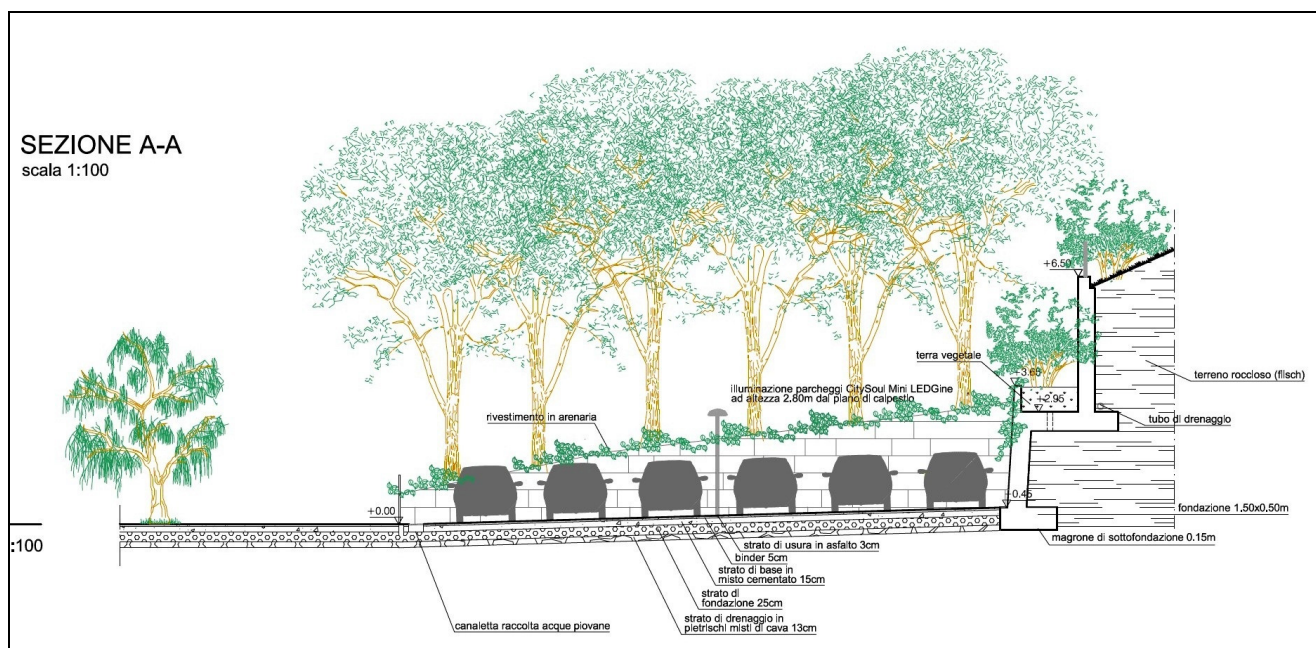 SEZIONE A-A
scala 1:100
+6.50
terra vegetale
+3.65
terreno roccioso (flisch)
illuminazione parcheggi CitySoul Mini LEDGine
ad altezza 2.80m dal piano di calpestio
+2.95
rivestimento in arenaria
tubo di drenaggio
+0.45
+0.00
fondazione 1,50x0,50m
:100
magrone di sottofondazione 0.15m
strato di usura in asfalto 3cm
binder 5cm
strato di base in
misto cementato 15cm
strato di
fondazione 25cm
strato di drenaggio in
pietrischi misti di cava 13cm
canaletta raccolta acque piovane